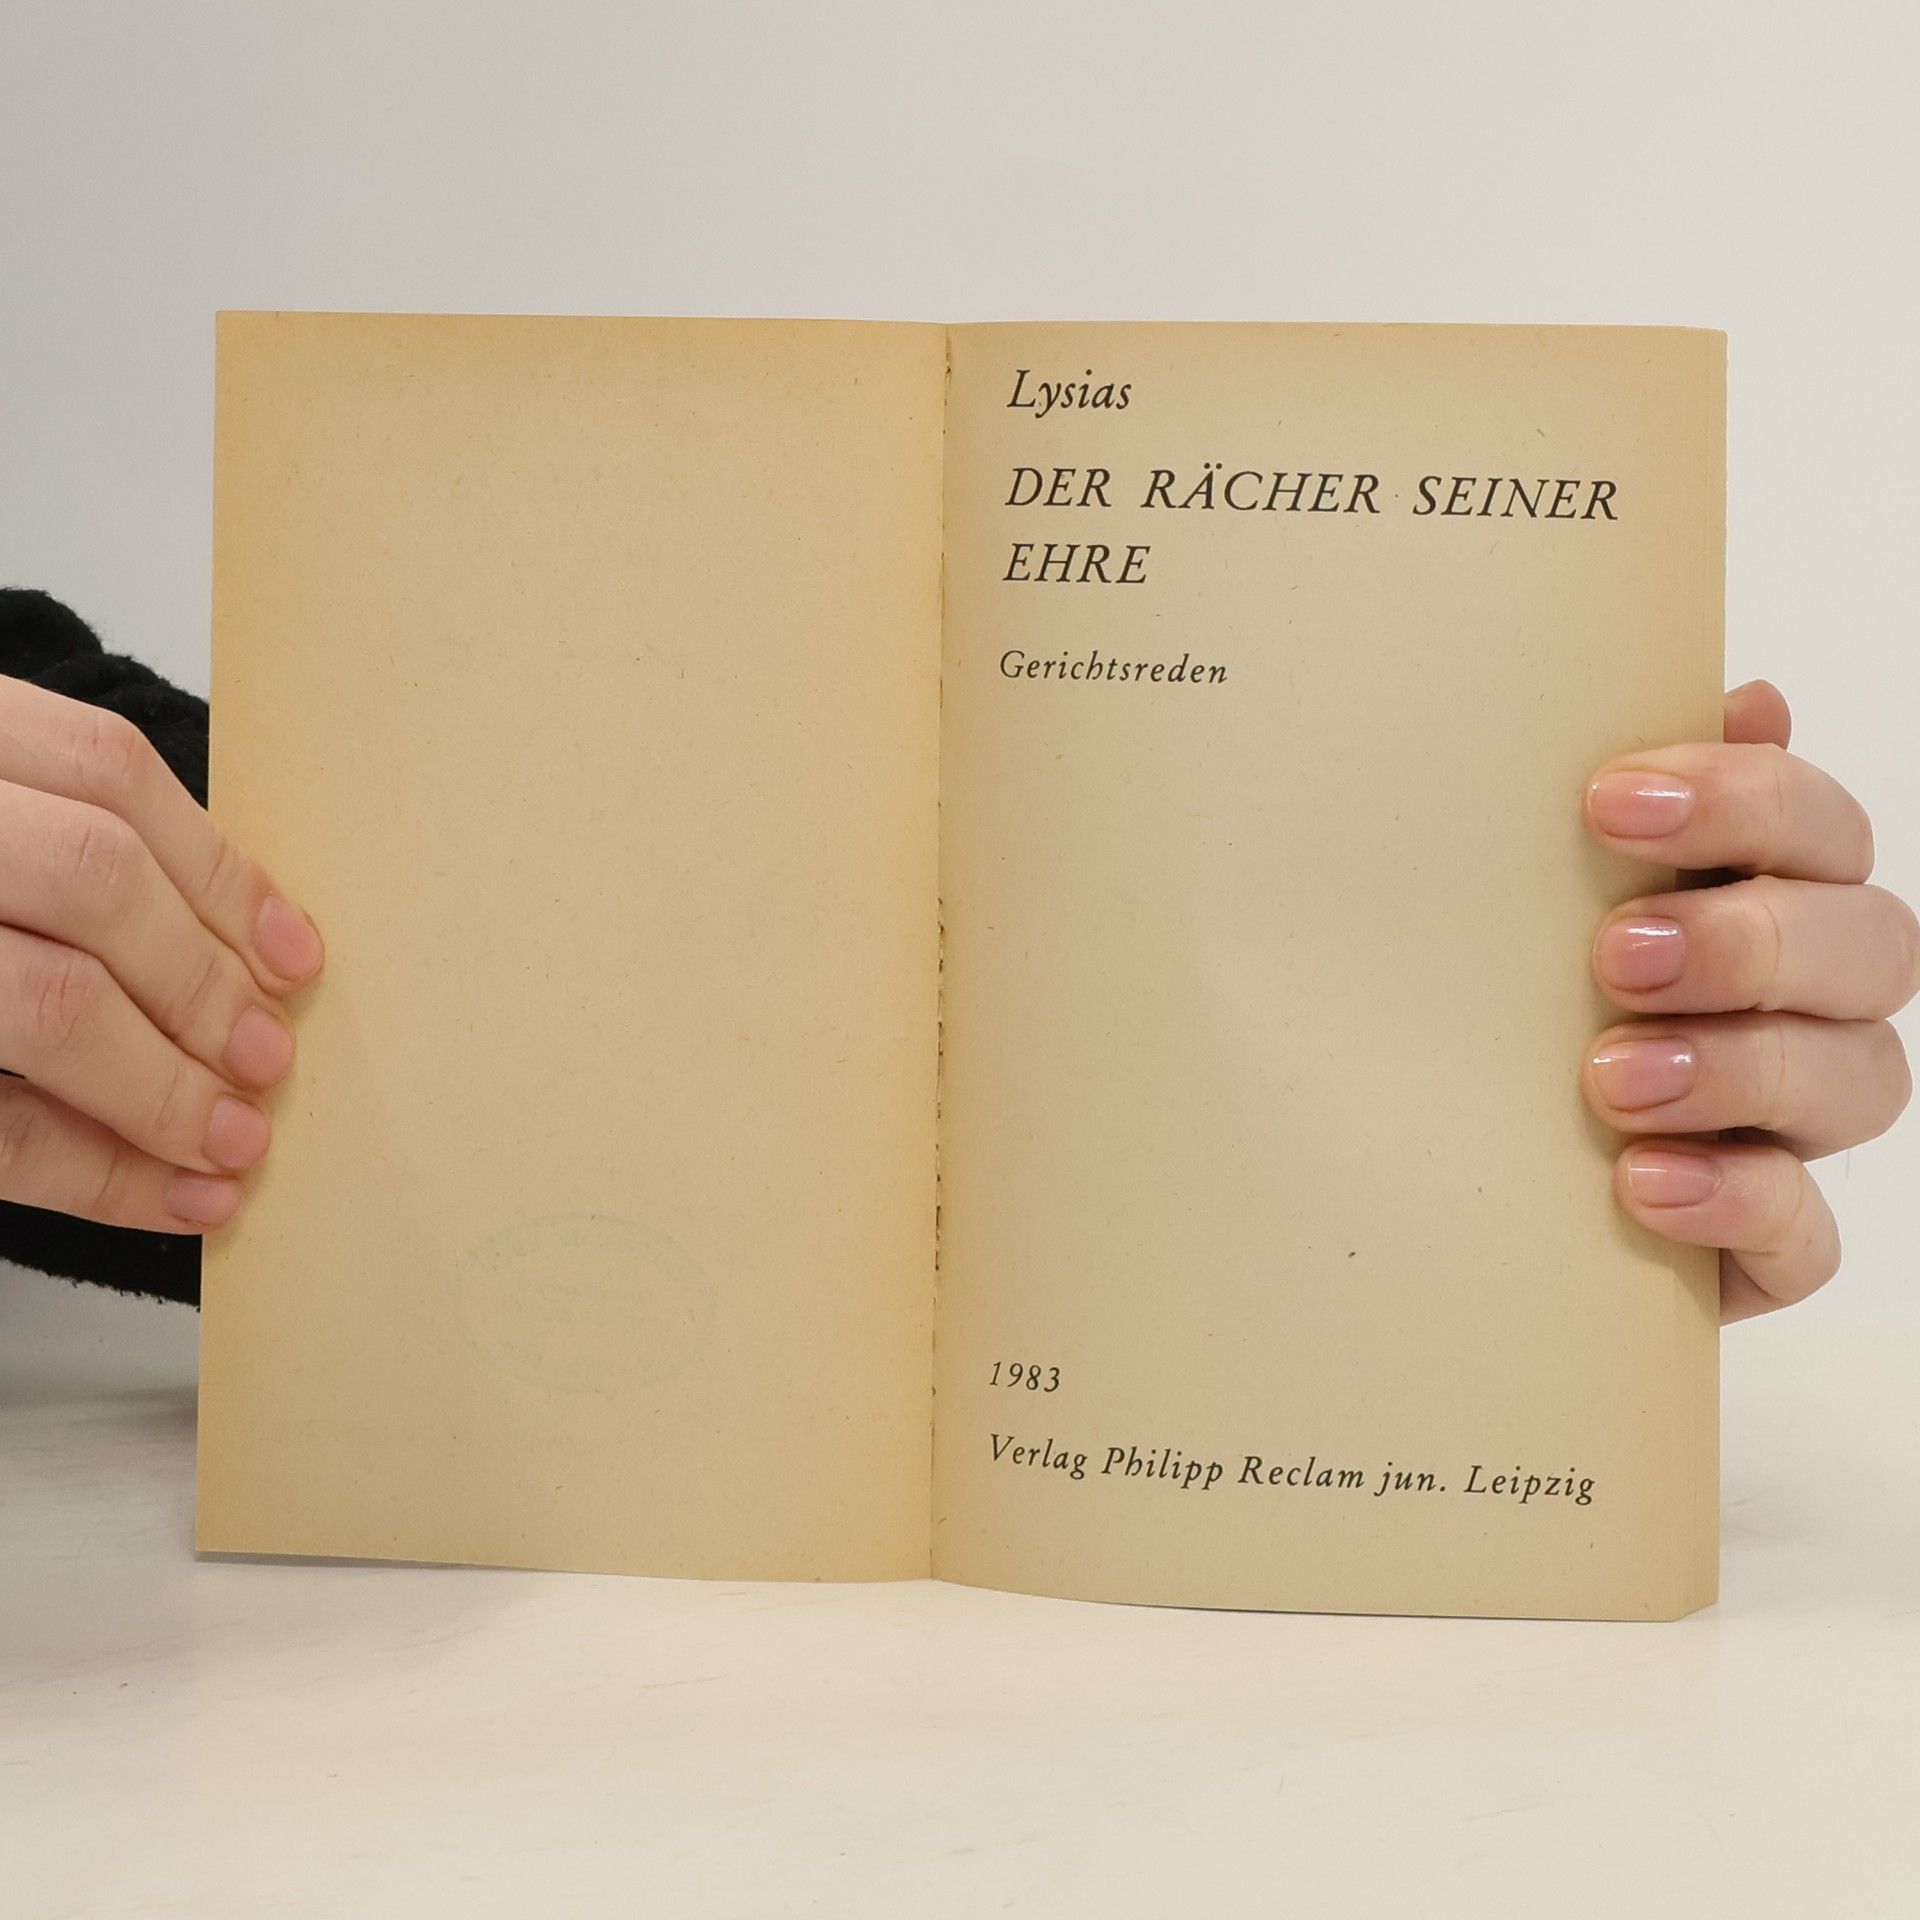 Lysias
DER RÄCHER SEINER
EHRE
Gerichtsreden
1983
Verlag Philipp Reclam jun. Leipzig